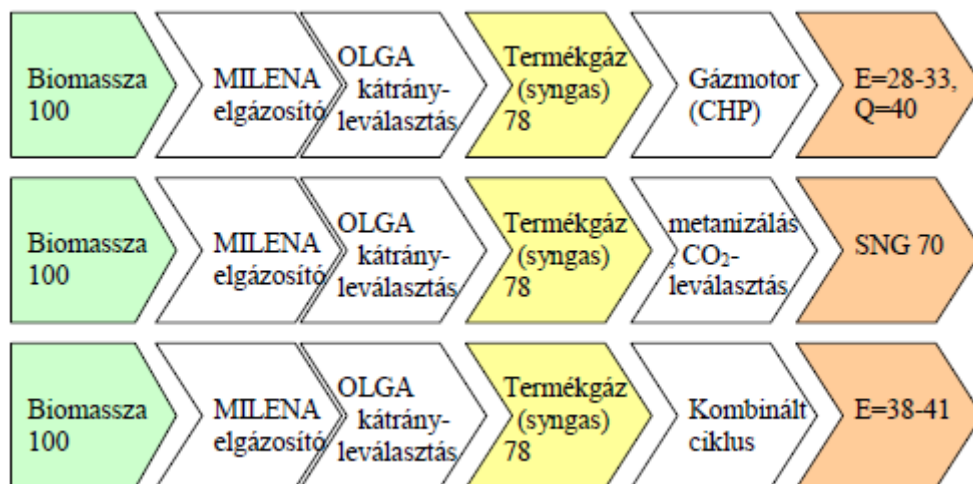 Biomassza
100
MILENA
elgázosító
OLGA
kátrány-
leválasztás
Termékgáz
(syngas)
78
Gázmotor
(CHP)
E=28-33,
Q=40
Biomassza
100
MILENA
elgázosító
OLGA
kátrány-
leválasztás
Termékgáz
(syngas)
78
metanizálás
, CO₂-
leválasztás
SNG 70
Biomassza
100
MILENA
elgázosító
OLGA
kátrány-
leválasztás
Termékgáz
(syngas)
78
Kombinált
ciklus
E=38-41